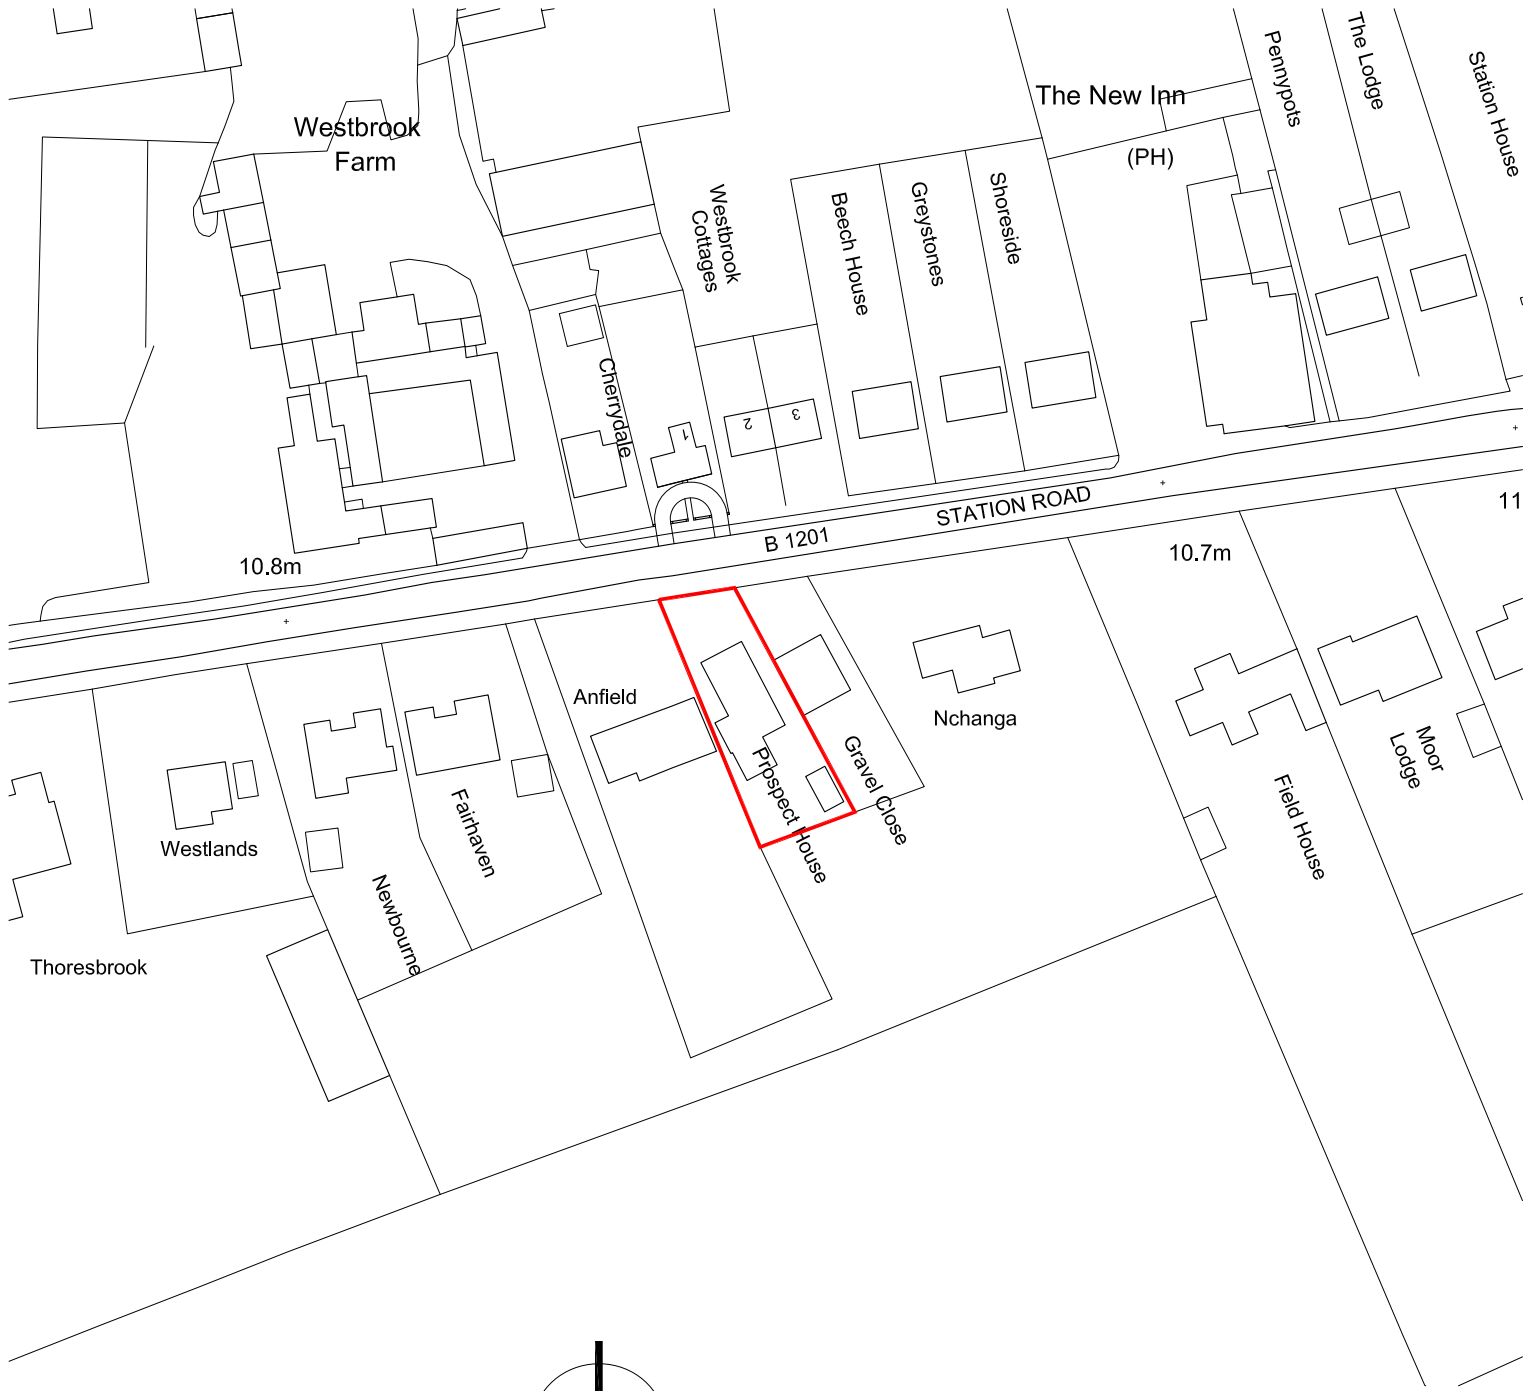 The New Inn
(PH)
Pennypots
The Lodge
Station House
Westbrook
Farm
Westbrook
Cottages
Beech House
Greystones
Shoreside
Cherrydale
1
2
3
STATION ROAD
B 1201
10.8m
10.7m
11
Anfield
Nchanga
Prospect House
Gravel Close
Moor
Lodge
Field House
Westlands
Fairhaven
Newbourne
Thoresbrook